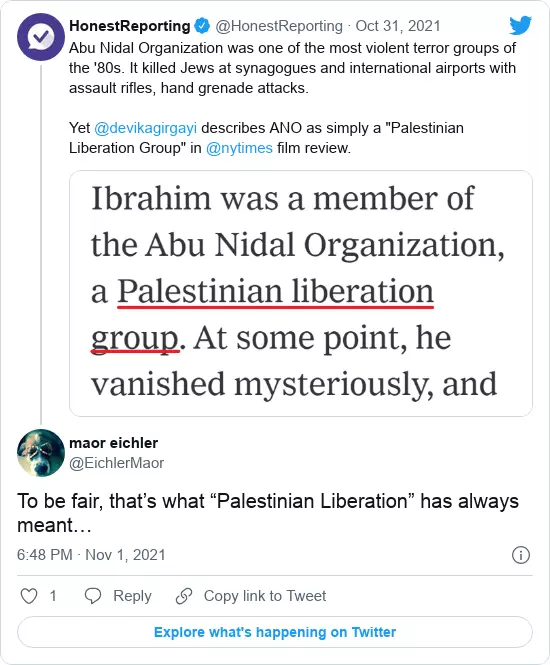 HonestReporting @HonestReporting · Oct 31, 2021
Abu Nidal Organization was one of the most violent terror groups of
the '80s. It killed Jews at synagogues and international airports with
assault rifles, hand grenade attacks.
Yet @devikagirgayi describes ANO as simply a "Palestinian
Liberation Group" in @nytimes film review.
Ibrahim was a member of
the Abu Nidal Organization,
a Palestinian liberation
group. At some point, he
vanished mysteriously, and
maor eichler
@EichlerMaor
To be fair, that’s what “Palestinian Liberation” has always
meant…
6:48 PM · Nov 1, 2021
1 Reply Copy link to Tweet
Explore what's happening on Twitter